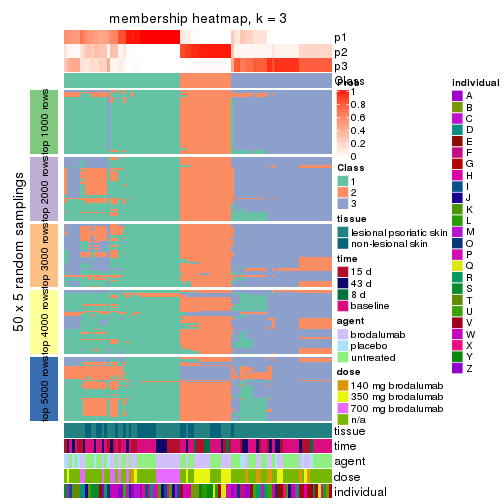 membership heatmap, k = 3
p1
p2
p3
Class
Prob
1
0.8
0.6
0.4
0.2
0
Class
1
2
3
tissue
lesional psoriatic skin
non-lesional skin
time
15 d
43 d
8 d
baseline
agent
brodalumab
placebo
untreated
dose
140 mg brodalumab
350 mg brodalumab
700 mg brodalumab
n/a
individual
A
B
C
D
E
F
G
H
I
J
K
L
M
O
P
Q
R
S
T
U
V
W
X
Y
Z
50 x 5 random samplings
top 1000 rows
top 2000 rows
top 3000 rows
top 4000 rows
top 5000 rows
tissue
time
agent
dose
individual